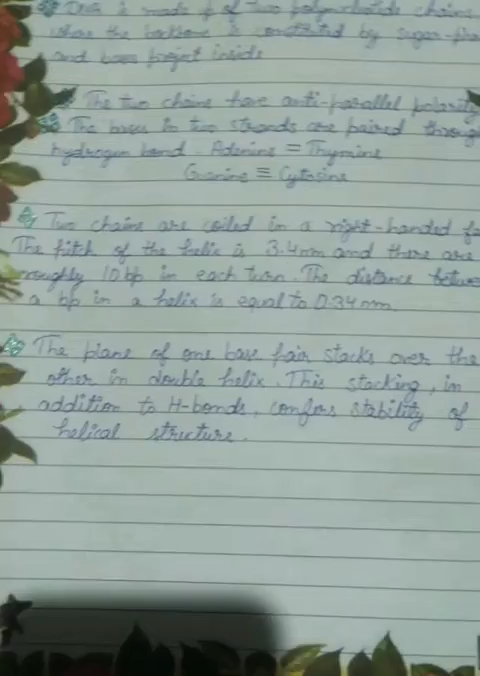 DNA is made up of two polynucleotide chains
where the backbone is constituted by sugar-phos
and bases project inside
The two chains have anti-parallel polarity
The bases in two strands are paired through
hydrogen bond. Adenine = Thymine
Guanine ≡ Cytosine
Two chains are coiled in a right-handed fa
The pitch of the helix is 3.4nm and there are
roughly 10 bp in each turn. The distance betwe
a bp in a helix is equal to 0.34 nm.
The plane of one base pair stacks over the
other in double helix. This stacking, in
addition to H-bonds, confers stability of
helical structure.